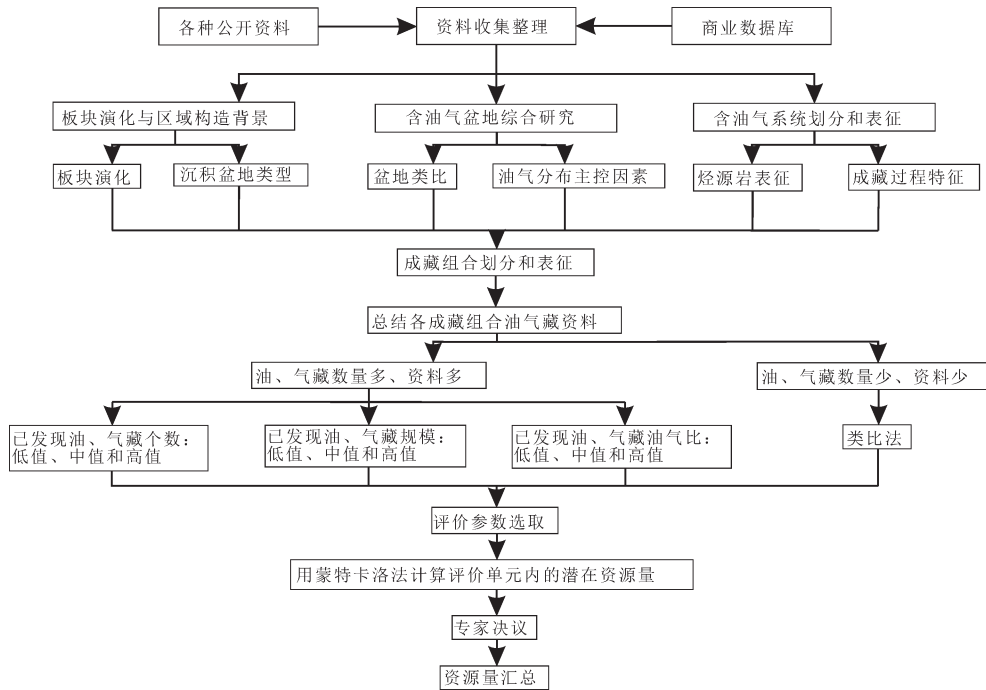 各种公开资料
资料收集整理
商业数据库
板块演化与区域构造背景
含油气盆地综合研究
含油气系统划分和表征
板块演化
沉积盆地类型
盆地类比
油气分布主控因素
烃源岩表征
成藏过程特征
成藏组合划分和表征
总结各成藏组合油气藏资料
油、气藏数量多、资料多
油、气藏数量少、资料少
已发现油、气藏个数：
低值、中值和高值
已发现油、气藏规模：
低值、中值和高值
已发现油、气藏油气比：
低值、中值和高值
类比法
评价参数选取
用蒙特卡洛法计算评价单元内的潜在资源量
专家决议
资源量汇总